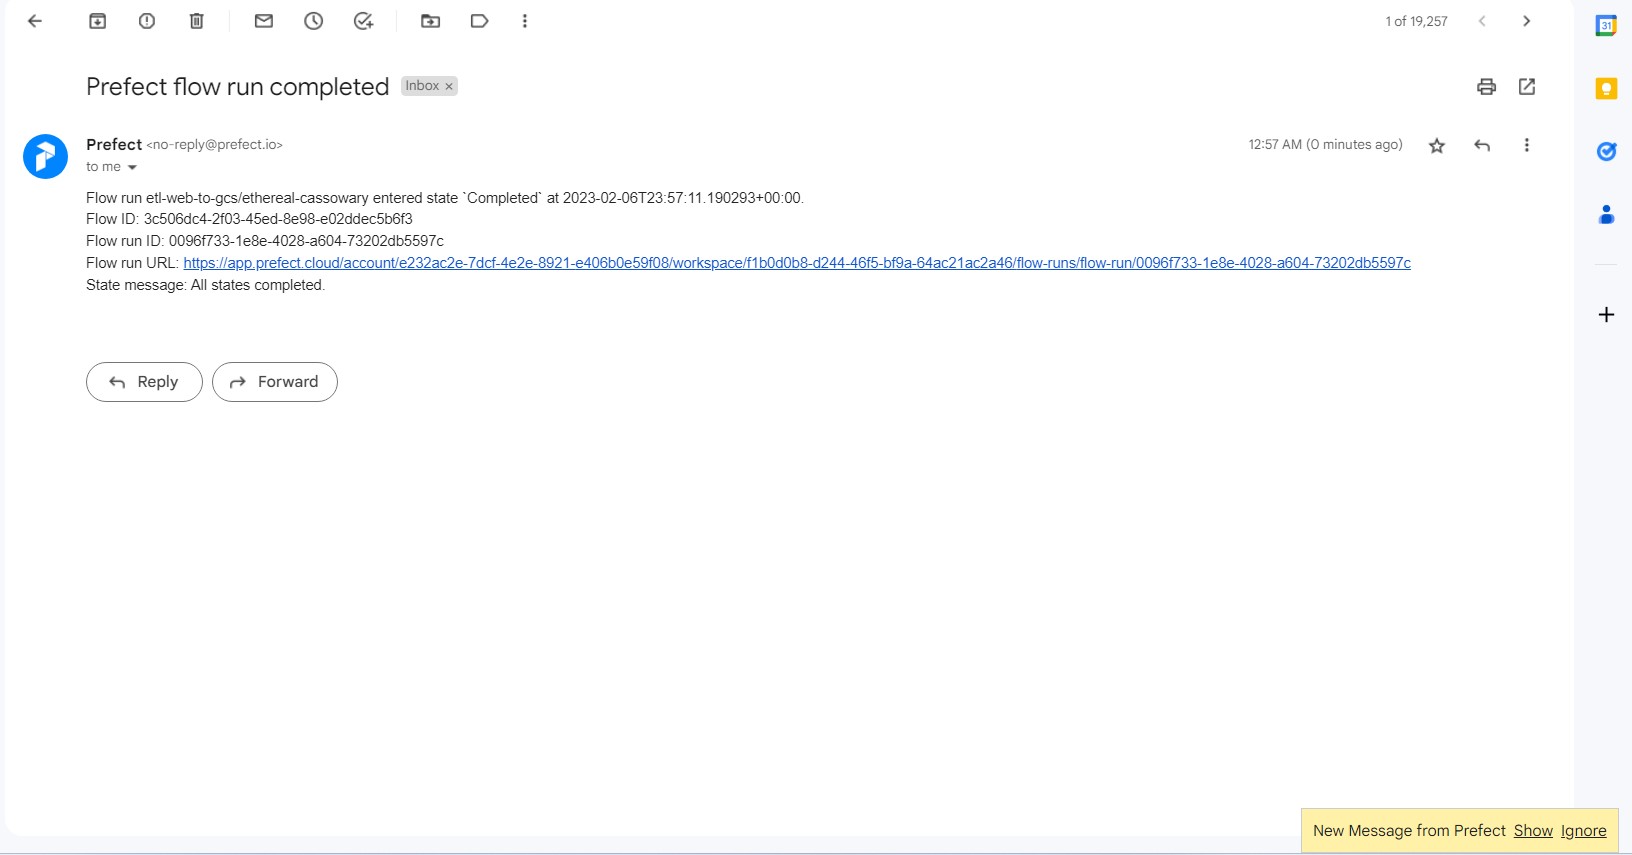 1 of 19,257
31
Prefect flow run completed Inbox ×
Prefect <no-reply@prefect.io> 12:57 AM (0 minutes ago)
to me
Flow run etl-web-to-gcs/ethereal-cassowary entered state `Completed` at 2023-02-06T23:57:11.190293+00:00.
Flow ID: 3c506dc4-2f03-45ed-8e98-e02ddec5b6f3
Flow run ID: 0096f733-1e8e-4028-a604-73202db5597c
Flow run URL: https://app.prefect.cloud/account/e232ac2e-7dcf-4e2e-8921-e406b0e59f08/workspace/f1b0d0b8-d244-46f5-bf9a-64ac21ac2a46/flow-runs/flow-run/0096f733-1e8e-4028-a604-73202db5597c
State message: All states completed.
Reply Forward
New Message from Prefect Show Ignore